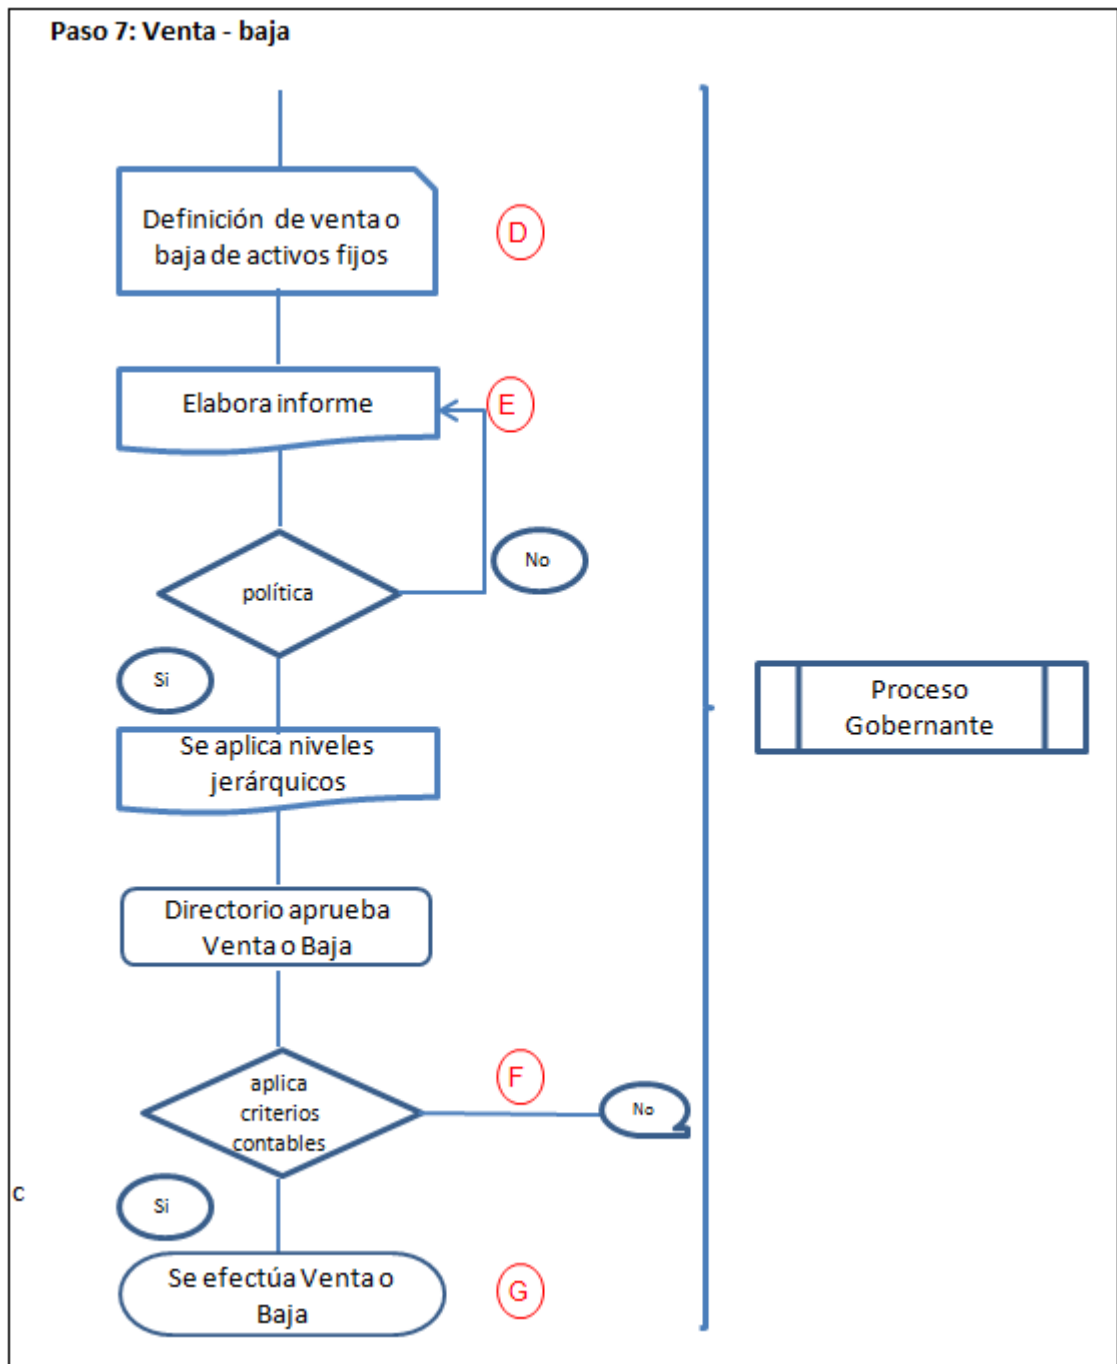 Paso 7: Venta - baja
Definición de venta o
baja de activos fijos
D
Elabora informe
E
No
política
Si
Se aplica niveles
jerárquicos
Proceso
Gobernante
Directorio aprueba
Venta o Baja
F
aplica
criterios
contables
No
c
Si
Se efectúa Venta o
Baja
G